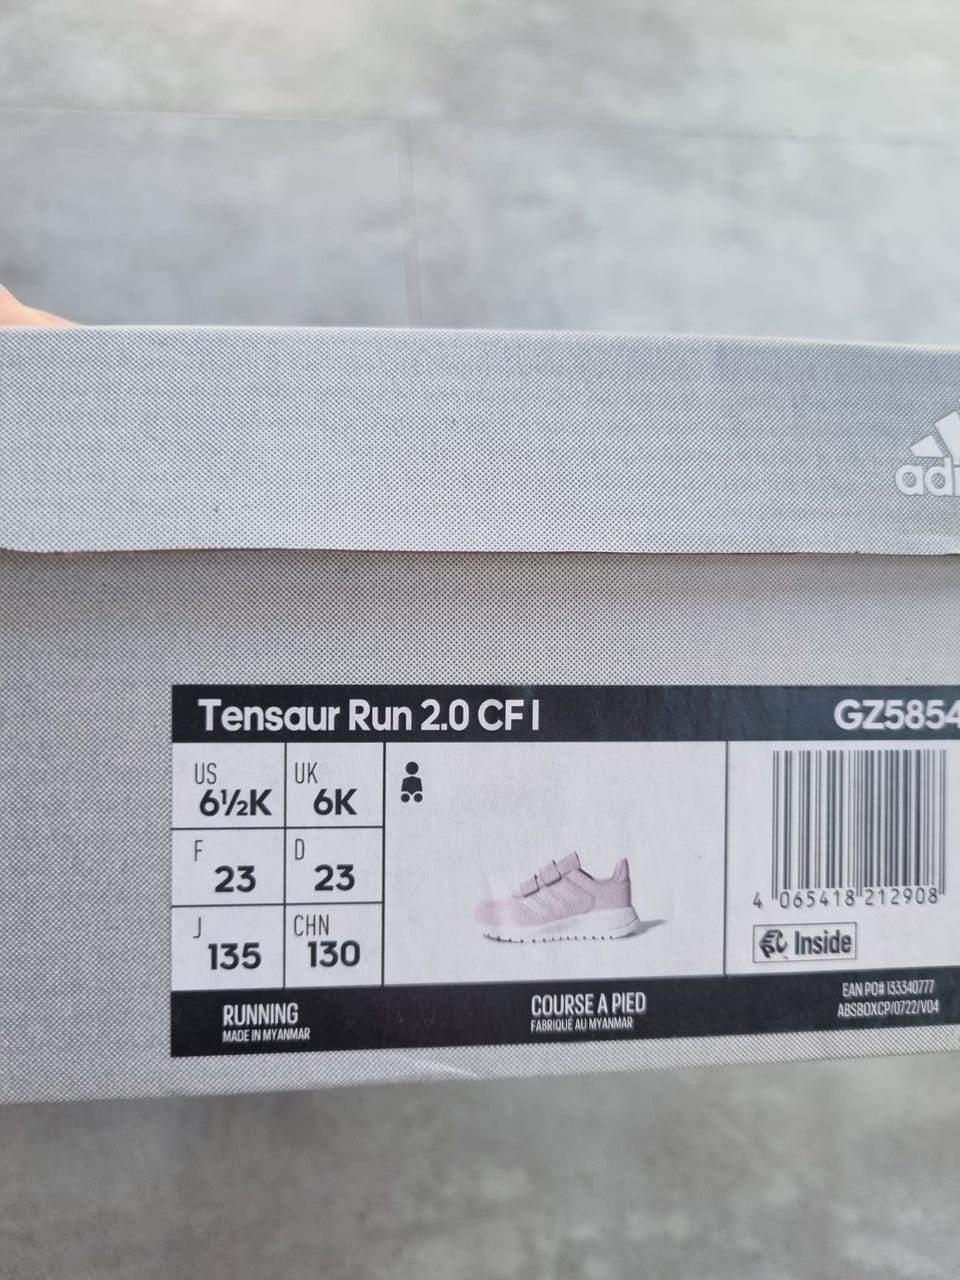 adi
Tensaur Run 2.0 CF I
GZ5854
US
6½K
UK
6K
F
23
D
23
J
135
CHN
130
4 065418 212908
Inside
RUNNING
MADE IN MYANMAR
COURSE A PIED
FABRIQUÉ AU MYANMAR
EAN PO# 133340777
ABSBOXCP/0722/V04